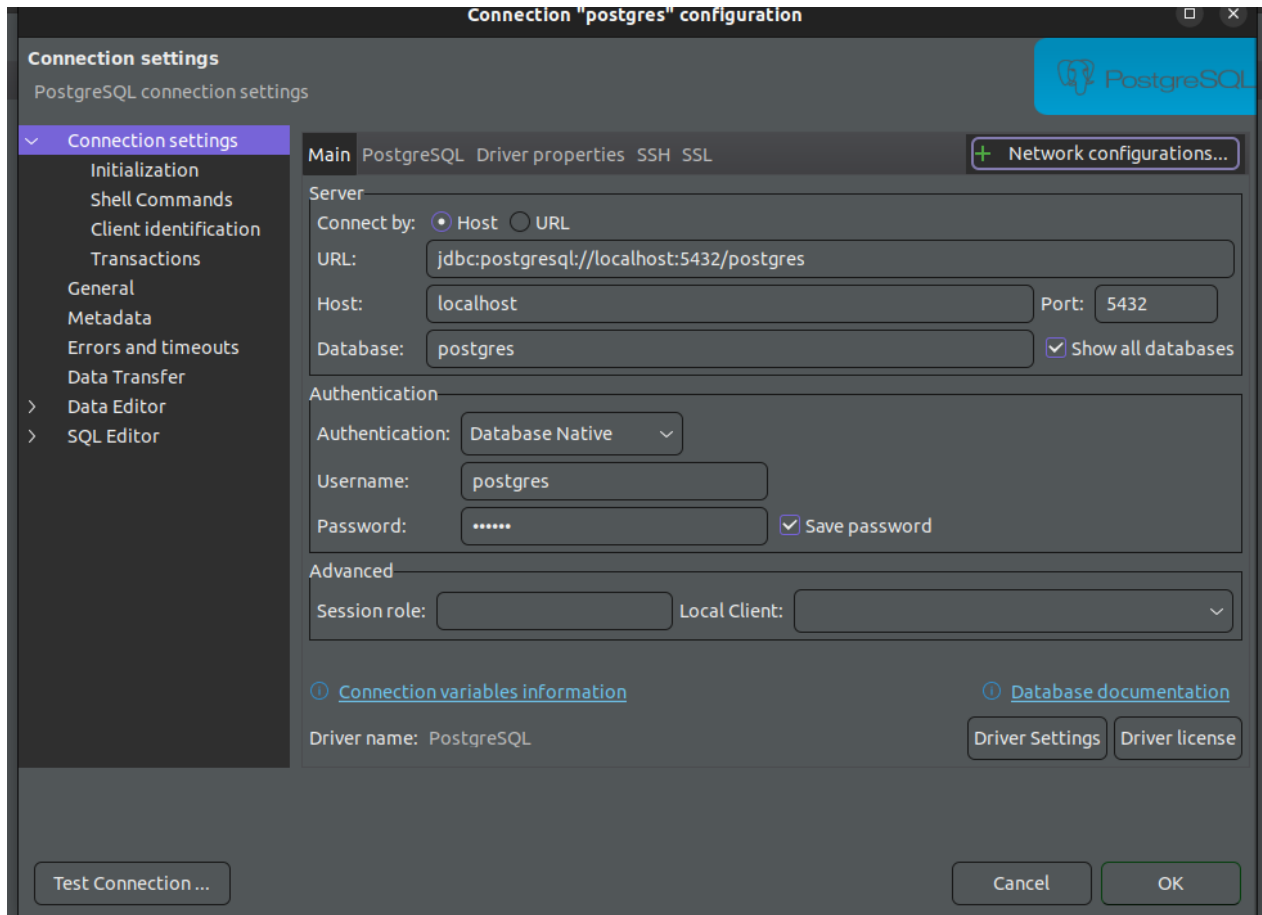 Connection "postgres" configuration
Connection settings
PostgreSQL connection settings
PostgreSQL
Connection settings
Initialization
Shell Commands
Client identification
Transactions
General
Metadata
Errors and timeouts
Data Transfer
Data Editor
SQL Editor
Main PostgreSQL Driver properties SSH SSL
Network configurations...
Server
Connect by: Host URL
URL: jdbc:postgresql://localhost:5432/postgres
Host: localhost Port: 5432
Database: postgres Show all databases
Authentication
Authentication: Database Native
Username: postgres
Password: ••••••  Save password
Advanced
Session role: Local Client:
Connection variables information Database documentation
Driver name: PostgreSQL Driver Settings Driver license
Test Connection ... Cancel OK